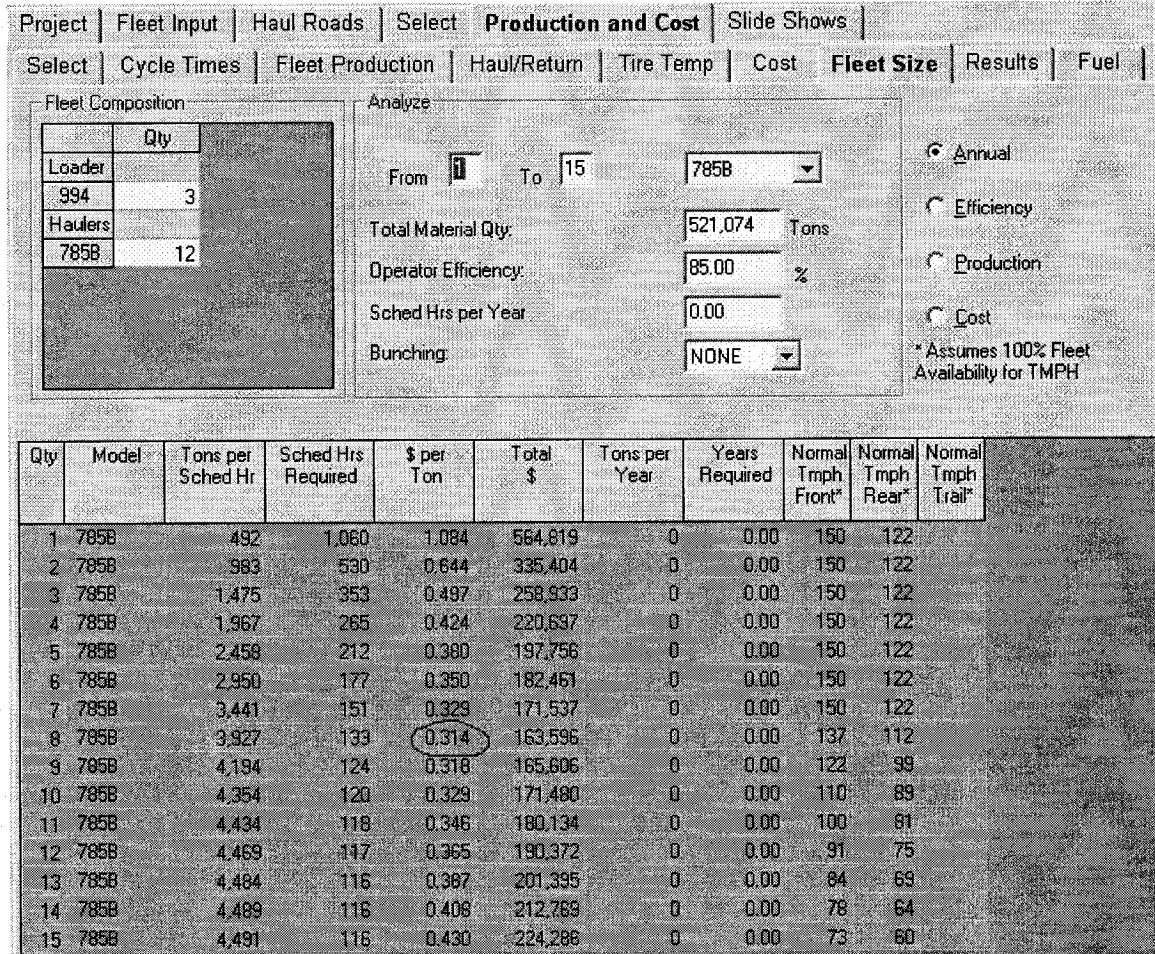 Project Fleet Input Haul Roads Select Production and Cost Slide Shows
Select Cycle Times Fleet Production Haul/Return Tire Temp Cost Fleet Size Results Fuel
Fleet Composition
Qty
Loader
994 3
Haulers
785B 12
Analyze
From 1 To 15 785B
Total Material Qty: 521,074 Tons
Operator Efficiency: 85.00 %
Sched Hrs per Year 0.00
Bunching: NONE
Annual
Efficiency
Production
Cost
* Assumes 100% Fleet
Availability for TMPH
Qty Model Tons per Sched Hr Sched Hrs Required $ per Ton Total $ Tons per Year Years Required Normal Tmph Front* Normal Tmph Rear* Normal Tmph Trail*
1 785B 492 1,060 1.084 564,819 0 0.00 150 122
2 785B 983 530 0.644 335,404 0 0.00 150 122
3 785B 1,475 353 0.497 258,933 0 0.00 150 122
4 785B 1,967 265 0.424 220,697 0 0.00 150 122
5 785B 2,458 212 0.380 197,756 0 0.00 150 122
6 785B 2,950 177 0.350 182,461 0 0.00 150 122
7 785B 3,441 151 0.329 171,537 0 0.00 150 122
8 785B 3,927 133 0.314 163,596 0 0.00 137 112
9 785B 4,194 124 0.318 165,606 0 0.00 122 99
10 785B 4,354 120 0.329 171,480 0 0.00 110 89
11 785B 4,434 118 0.346 180,134 0 0.00 100 81
12 785B 4,469 117 0.365 190,372 0 0.00 91 75
13 785B 4,484 116 0.387 201,395 0 0.00 84 69
14 785B 4,489 116 0.408 212,769 0 0.00 78 64
15 785B 4,491 116 0.430 224,286 0 0.00 73 60